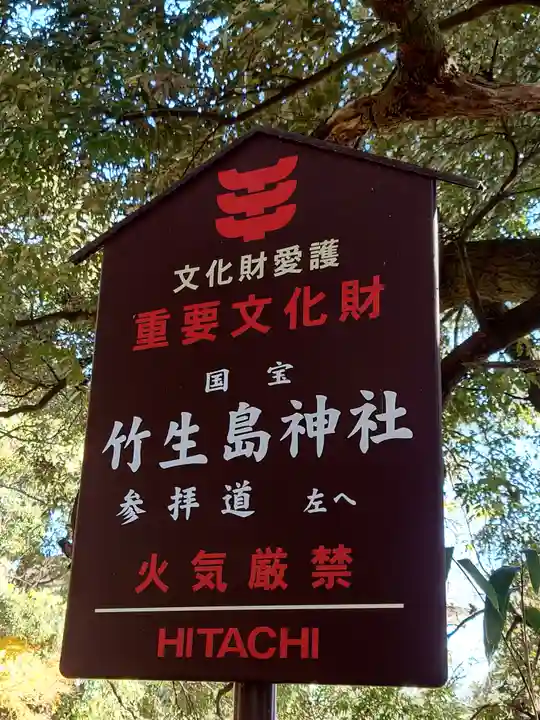 文化財愛護
重要文化財
国宝
竹生島神社
参拝道 左へ
火気厳禁
HITACHI